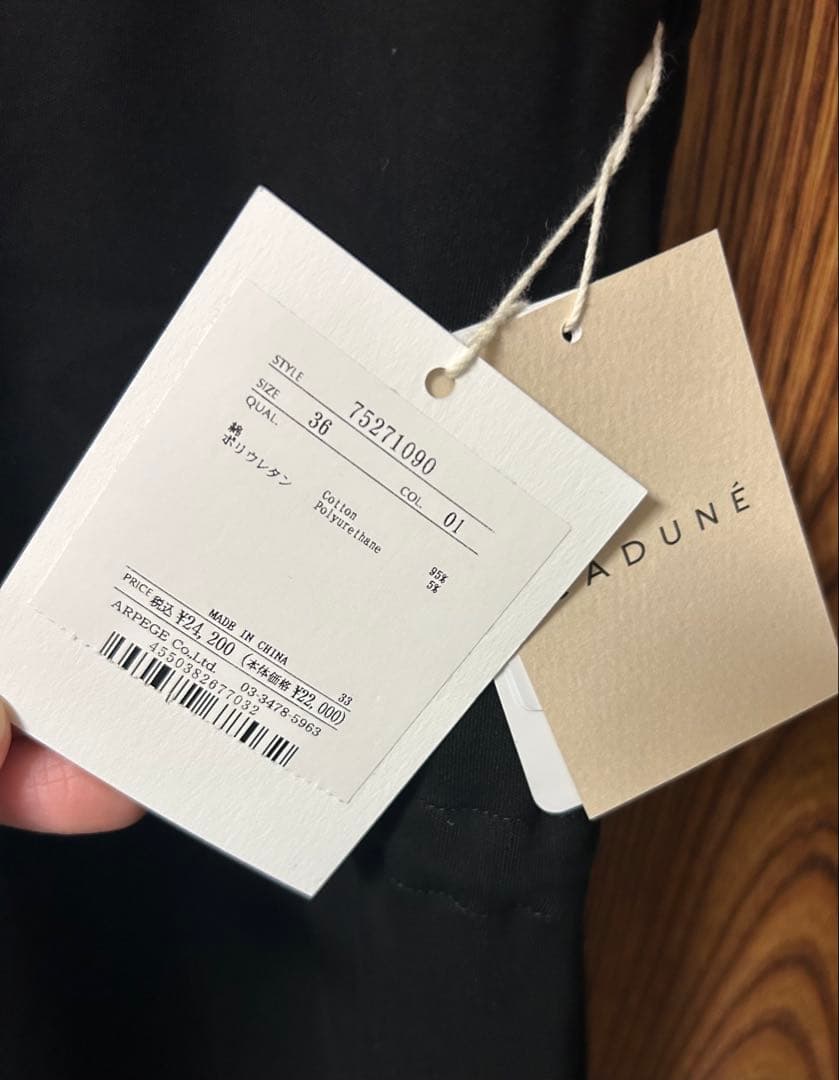 STYLE 75271090
SIZE 36 COL. 01
QUAL.
綿 Cotton 95%
ポリウレタン Polyurethane 5%
MADE IN CHINA 33
PRICE 税込 ¥24,200 (本体価格 ¥22,000)
ARPEGE Co.,Ltd. 03-3478-5963
4550382677032
ADUNÉ